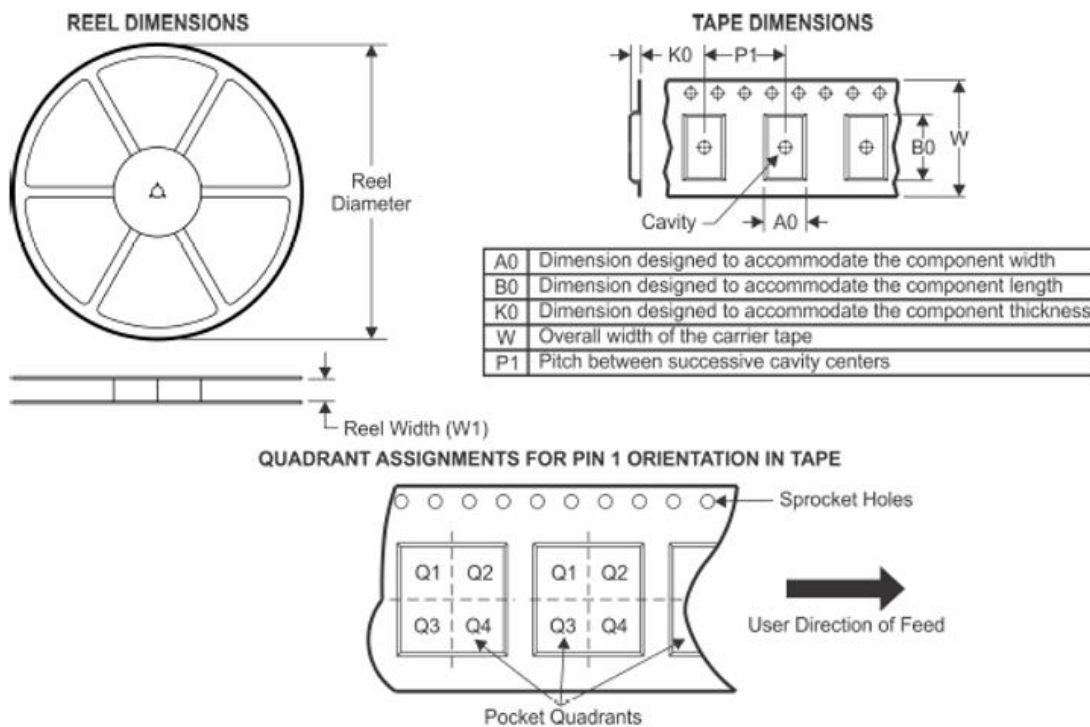 REEL DIMENSIONS
TAPE DIMENSIONS
K0
P1
W
B0
Reel
Diameter
Cavity
A0
A0 Dimension designed to accommodate the component width
B0 Dimension designed to accommodate the component length
K0 Dimension designed to accommodate the component thickness
W Overall width of the carrier tape
P1 Pitch between successive cavity centers
Reel Width (W1)
QUADRANT ASSIGNMENTS FOR PIN 1 ORIENTATION IN TAPE
Sprocket Holes
Q1 Q2 Q1 Q2
Q3 Q4 Q3 Q4
User Direction of Feed
Pocket Quadrants